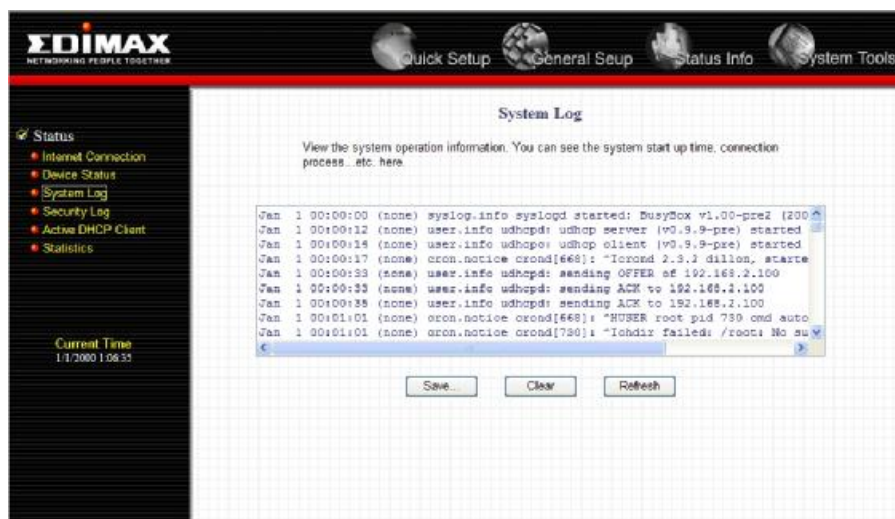 EDIMAX
NETWORKING PEOPLE TOGETHER
Quick Setup
General Seup
Status Info
System Tools
Status
Internet Connection
Device Status
System Log
Security Log
Active DHCP Client
Statistics
Current Time
1/1/2000 1:06:35
System Log
View the system operation information. You can see the system start up time, connection
process...etc. here.
Jan 1 00:00:00 (none) syslog.info syslogd started: BusyBox v1.00-pre2 (200
Jan 1 00:00:12 (none) user.info udhcpd: udhcp server (v0.9.9-pre) started
Jan 1 00:00:14 (none) user.info udhcpc: udhcp client (v0.9.9-pre) started
Jan 1 00:00:17 (none) cron.notice crond[668]: ^Icrond 2.3.2 dillon, starte
Jan 1 00:00:33 (none) user.info udhcpd: sending OFFER of 192.168.2.100
Jan 1 00:00:35 (none) user.info udhcpd: sending ACK to 192.168.2.100
Jan 1 00:00:38 (none) user.info udhcpd: sending ACK to 192.168.2.100
Jan 1 00:01:01 (none) cron.notice crond[668]: ^HUSER root pid 730 cmd auto
Jan 1 00:01:01 (none) cron.notice crond[730]: ^Ichdir failed: /root: No su
Save...
Clear
Refresh